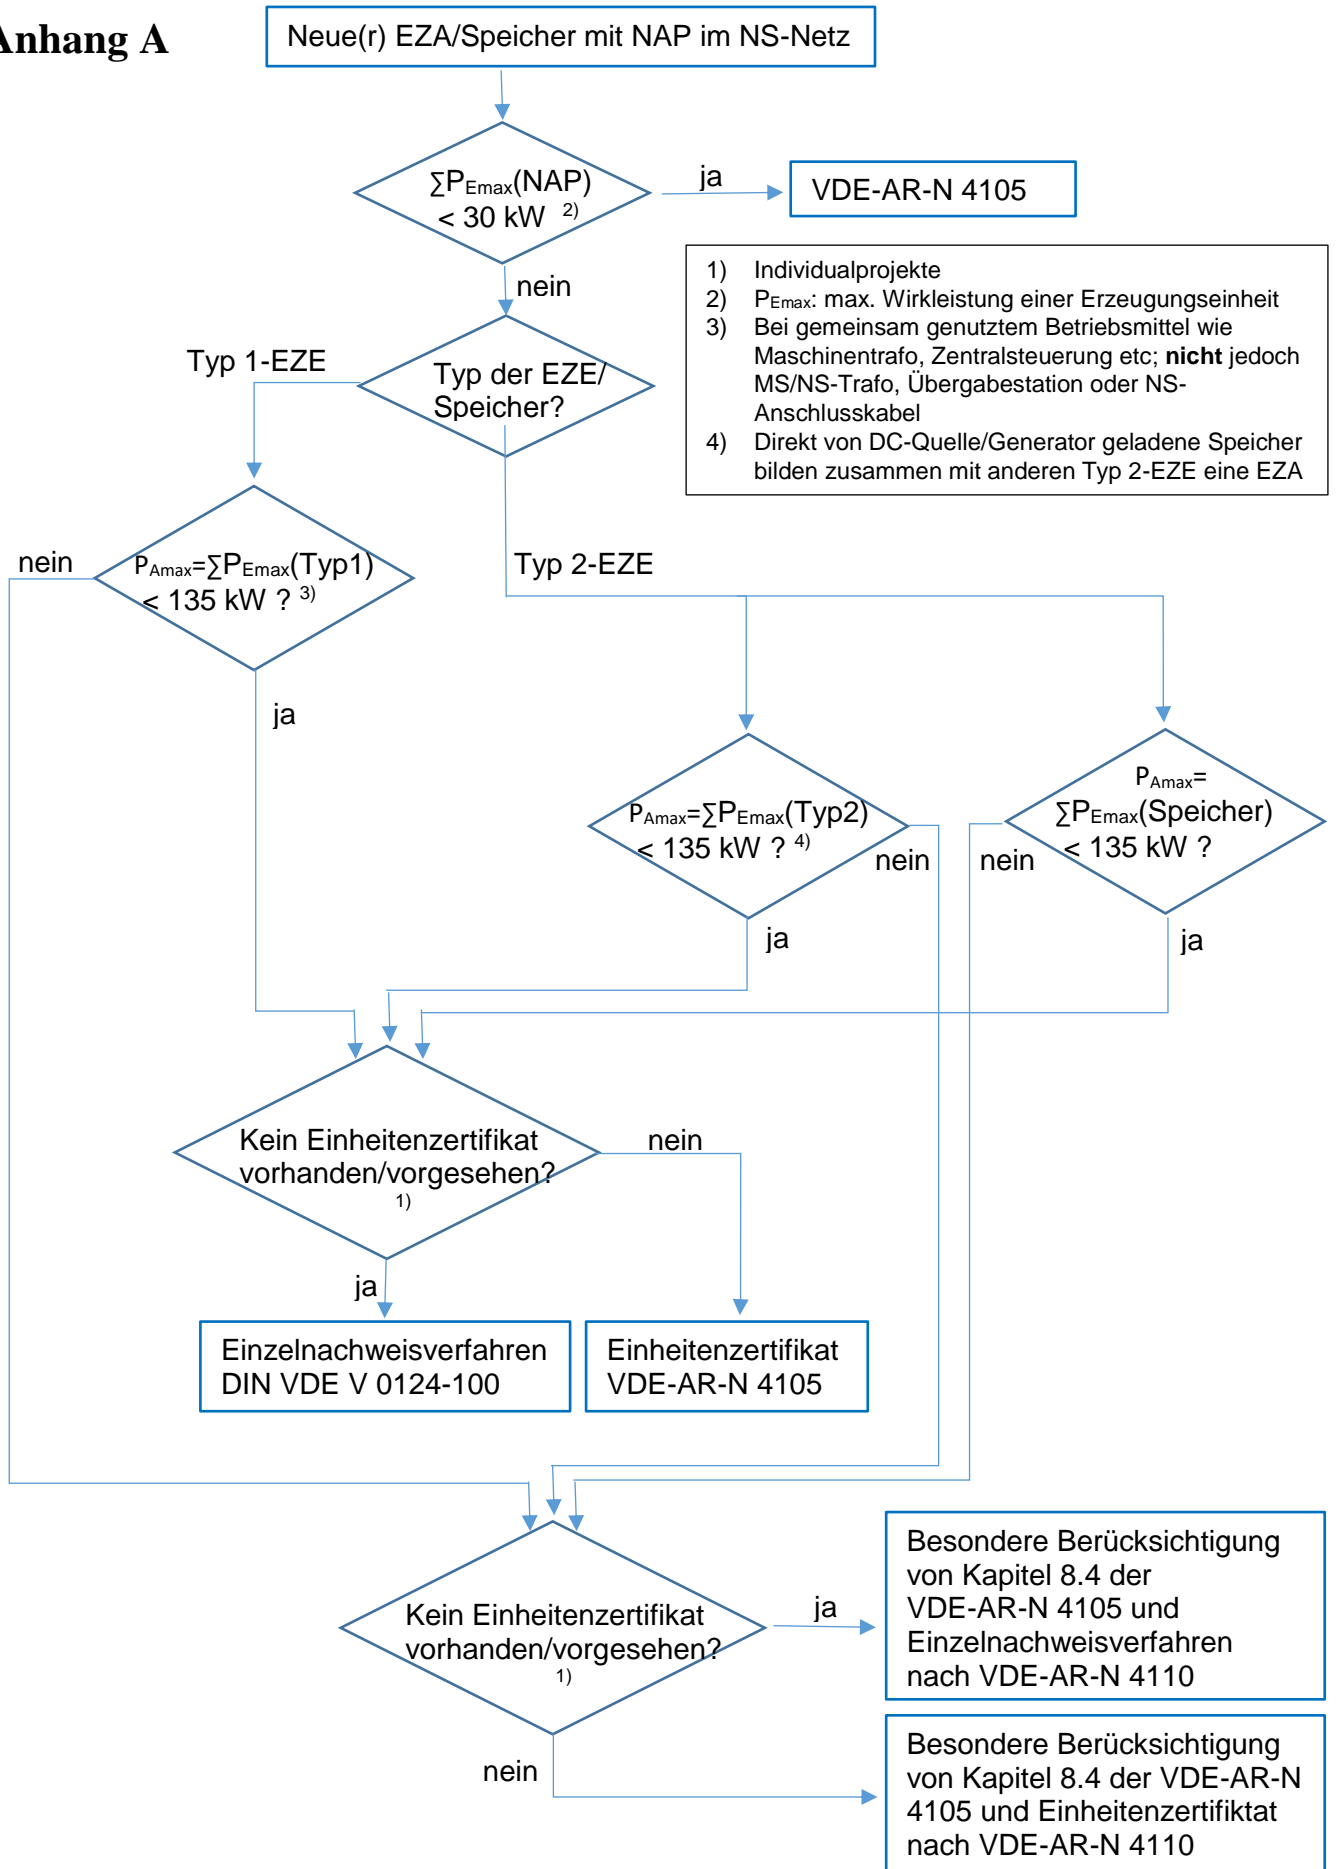 Anhang A
Neue(r) EZA/Speicher mit NAP im NS-Netz
∑PEmax(NAP)
< 30 kW 2)
ja
VDE-AR-N 4105
nein
1) Individualprojekte
2) PEmax: max. Wirkleistung einer Erzeugungseinheit
3) Bei gemeinsam genutztem Betriebsmittel wie
Maschinentrafo, Zentralsteuerung etc; nicht jedoch
MS/NS-Trafo, Übergabestation oder NS-
Anschlusskabel
4) Direkt von DC-Quelle/Generator geladene Speicher
bilden zusammen mit anderen Typ 2-EZE eine EZA
Typ 1-EZE
Typ der EZE/
Speicher?
nein
PAmax=∑PEmax(Typ1)
< 135 kW ? 3)
Typ 2-EZE
ja
PAmax=∑PEmax(Typ2)
< 135 kW ? 4)
nein
PAmax=
∑PEmax(Speicher)
< 135 kW ?
nein
ja
ja
Kein Einheitenzertifikat
vorhanden/vorgesehen?
1)
nein
ja
Einzelnachweisverfahren
DIN VDE V 0124-100
Einheitenzertifikat
VDE-AR-N 4105
Kein Einheitenzertifikat
vorhanden/vorgesehen?
1)
ja
Besondere Berücksichtigung
von Kapitel 8.4 der
VDE-AR-N 4105 und
Einzelnachweisverfahren
nach VDE-AR-N 4110
nein
Besondere Berücksichtigung
von Kapitel 8.4 der VDE-AR-N
4105 und Einheitenzertifiktat
nach VDE-AR-N 4110